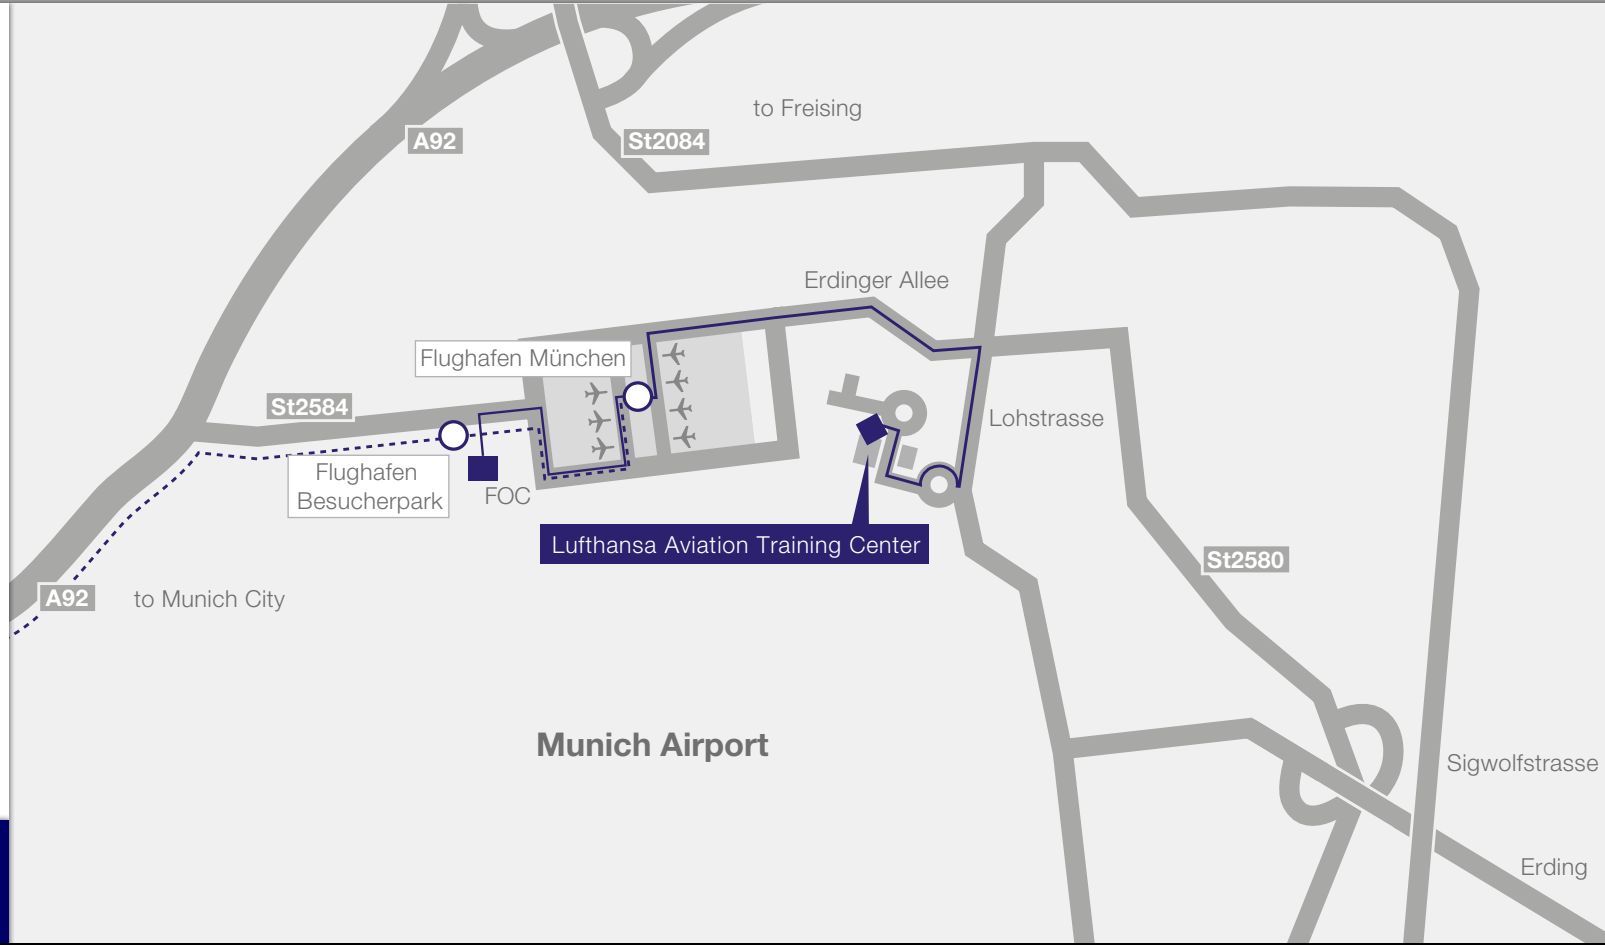 to Freising
A92
St2084
Erdinger Allee
Flughafen München
St2584
Lohstrasse
Flughafen
Besucherpark
FOC
Lufthansa Aviation Training Center
St2580
A92
to Munich City
Munich Airport
Sigwolfstrasse
Erding